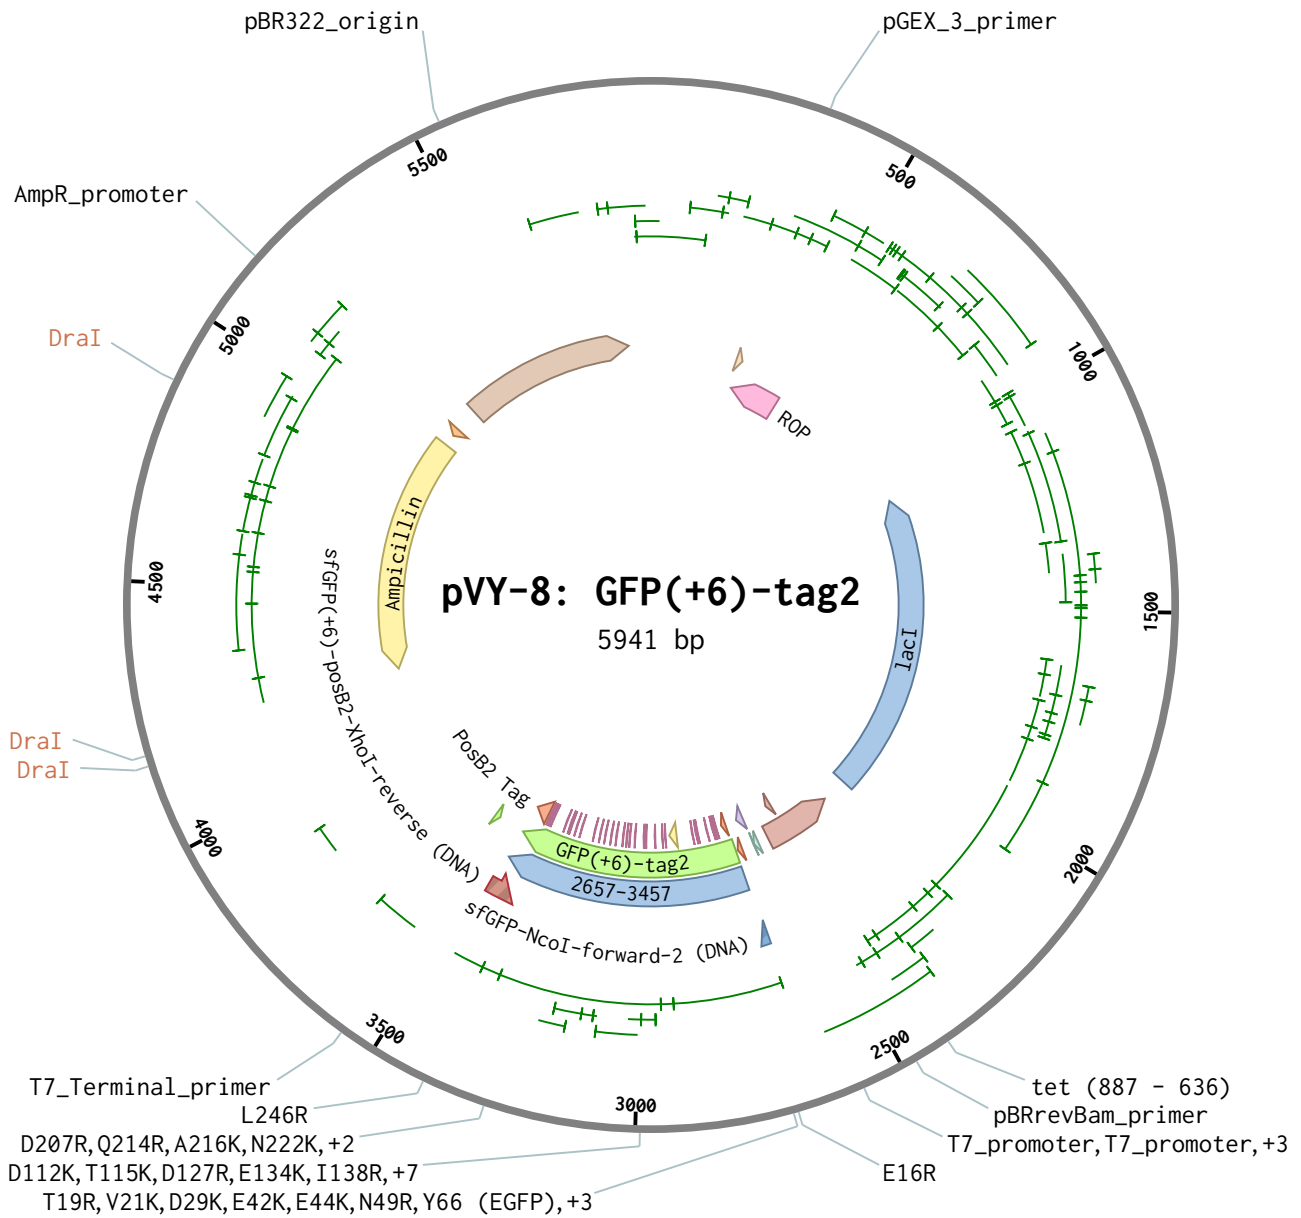 pBR322_origin
pGEX_3_primer
5500
500
AmpR_promoter
DraI
5000
1000
ROP
Ampicillin
4500
pVY-8: GFP(+6)-tag2
5941 bp
1500
lacI
sfGFP(+6)-posB2-XhoI-reverse (DNA)
PosB2 Tag
DraI
DraI
GFP(+6)-tag2
2657-3457
sfGFP-NcoI-forward-2 (DNA)
4000
2000
3500
2500
3000
T7_Terminal_primer
tet (887 - 636)
L246R
pBRrevBam_primer
D207R,Q214R,A216K,N222K,+2
T7_promoter,T7_promoter,+3
D112K,T115K,D127R,E134K,I138R,+7
E16R
T19R,V21K,D29K,E42K,E44K,N49R,Y66 (EGFP),+3